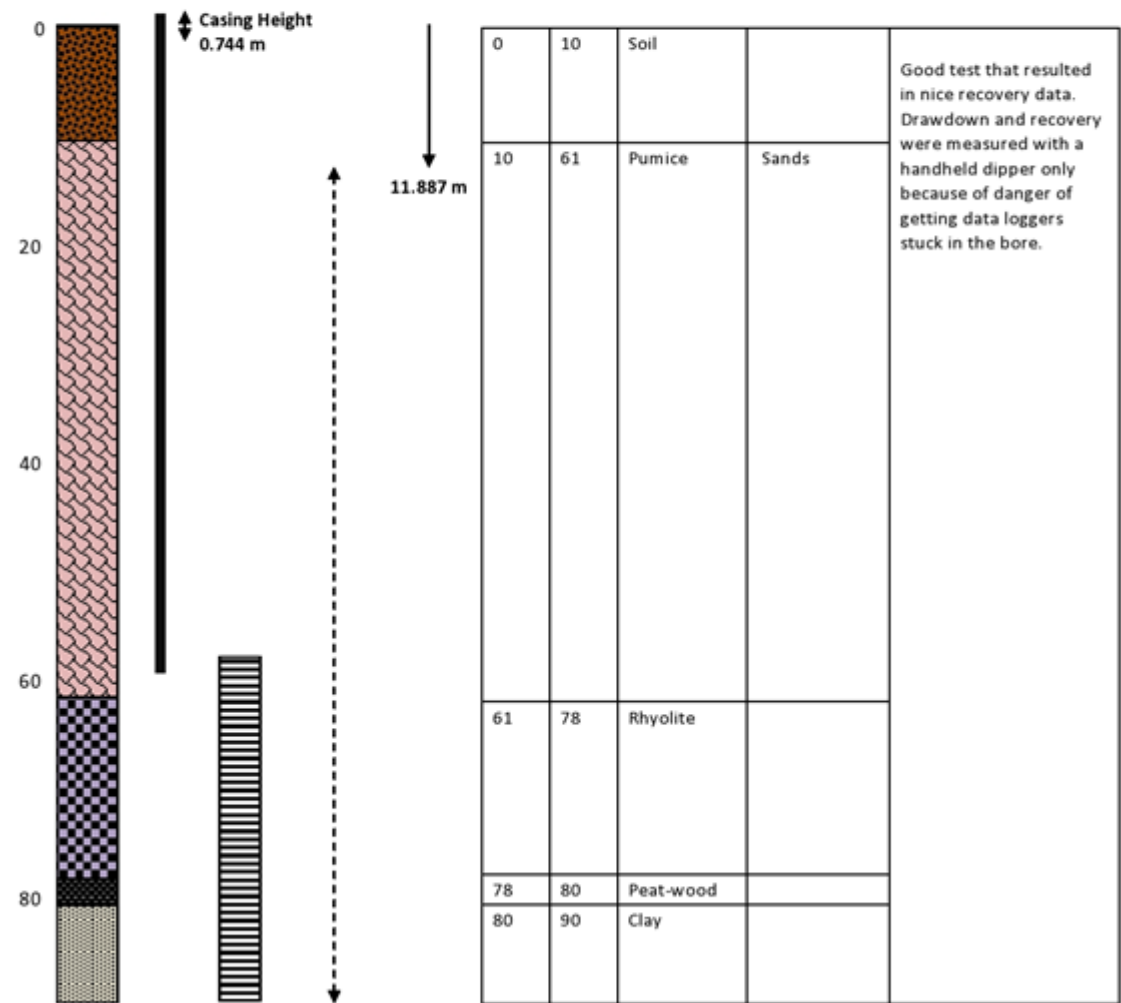 0
20
40
60
80
Casing Height
0.744 m
11.887 m
0 10 Soil
10 61 Pumice Sands
61 78 Rhyolite
78 80 Peat-wood
80 90 Clay
Good test that resulted
in nice recovery data.
Drawdown and recovery
were measured with a
handheld dipper only
because of danger of
getting data loggers
stuck in the bore.